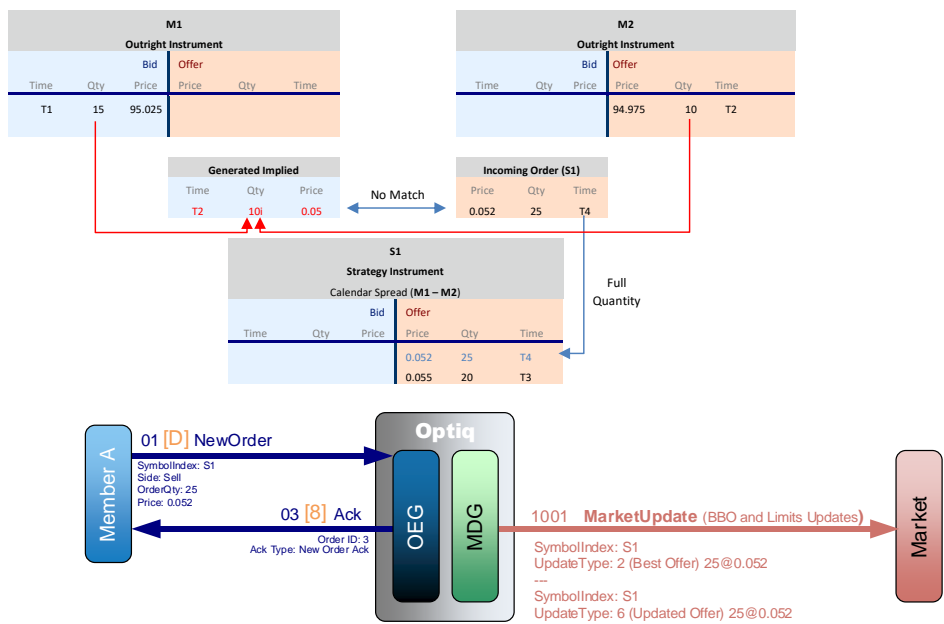 M1
Outright Instrument
Bid Offer
Time Qty Price Price Qty Time
T1 15 95.025
M2
Outright Instrument
Bid Offer
Time Qty Price Price Qty Time
94.975 10 T2
Generated Implied
Time Qty Price
T2 10i 0.05
No Match
Incoming Order (S1)
Price Qty Time
0.052 25 T4
S1
Strategy Instrument
Calendar Spread (M1 – M2)
Bid Offer
Time Qty Price Price Qty Time
0.052 25 T4
0.055 20 T3
Full
Quantity
Member A
01 [D] NewOrder
SymbolIndex: S1
Side: Sell
OrderQty: 25
Price: 0.052
03 [8] Ack
Order ID: 3
Ack Type: New Order Ack
Optiq
OEG
MDG
1001 MarketUpdate (BBO and Limits Updates)
SymbolIndex: S1
UpdateType: 2 (Best Offer) 25@0.052
---
SymbolIndex: S1
UpdateType: 6 (Updated Offer) 25@0.052
Market